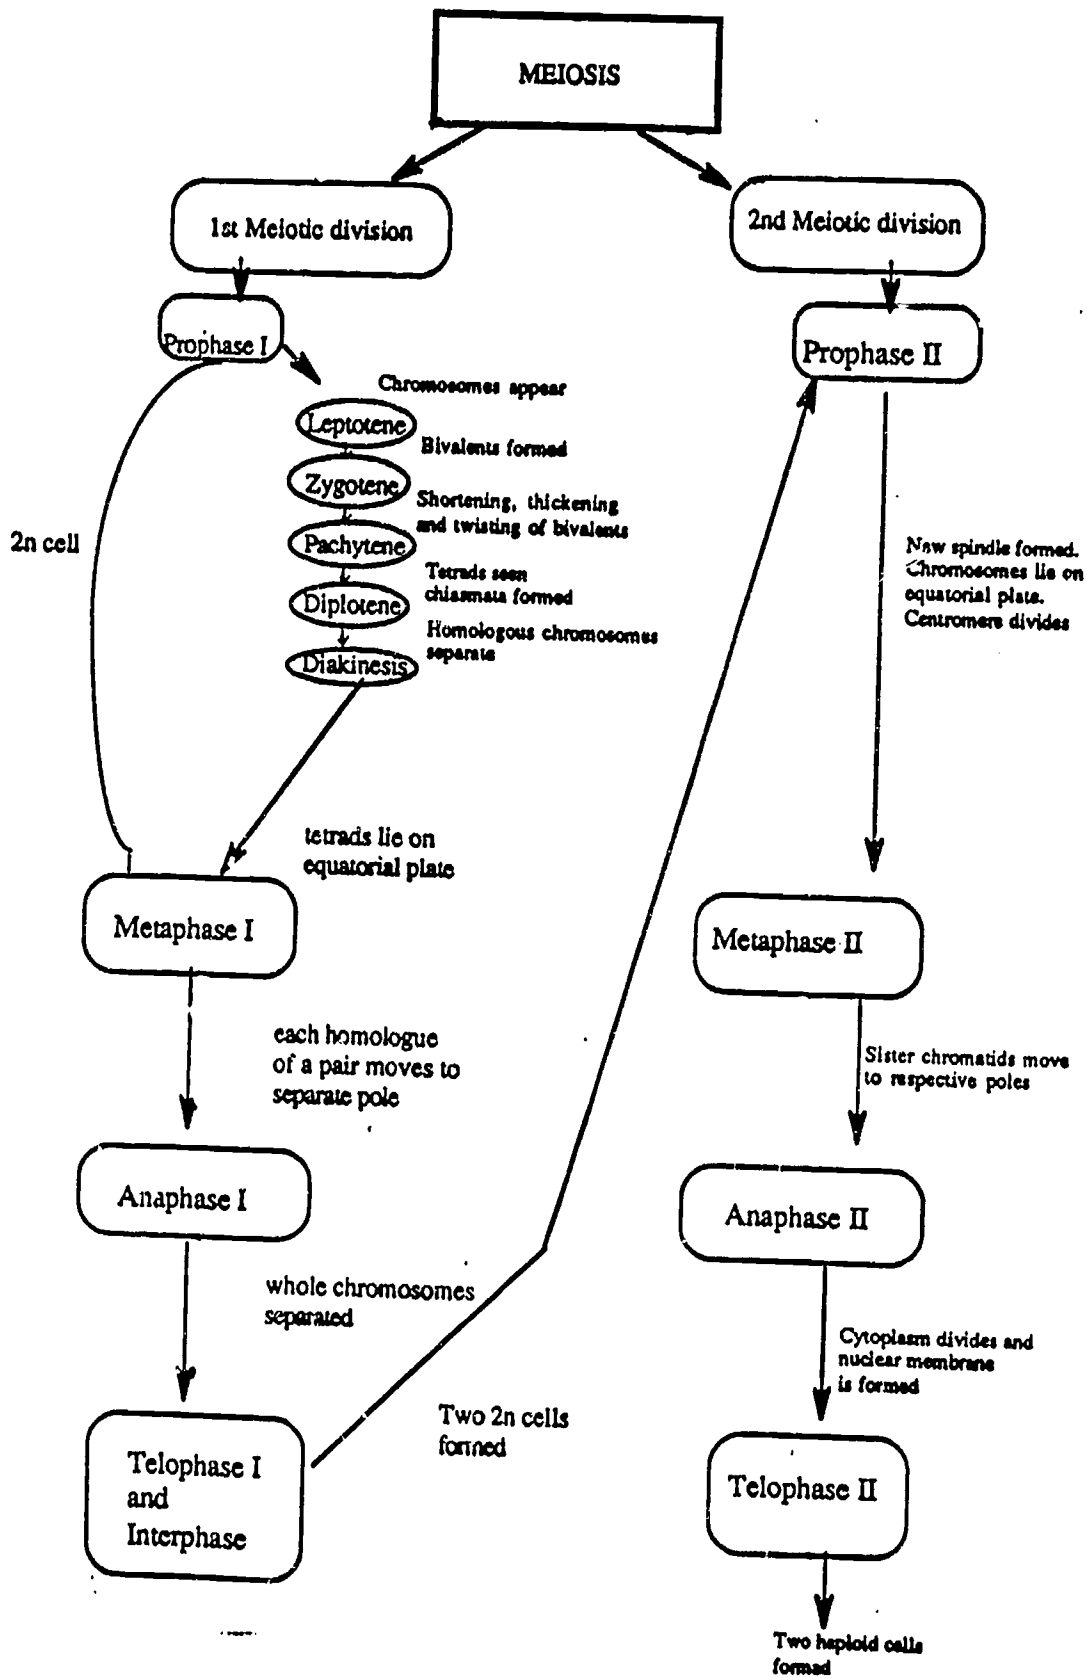 MEIOSIS
1st Meiotic division
Prophase I
Chromosomes appear
Leptotene
Bivalents formed
Zygotene
Shortening, thickening
and twisting of bivalents
Pachytene
Tetrads seen
chiasmata formed
Diplotene
Homologous chromosomes
separate
Diakinesis
2n cell
tetrads lie on
equatorial plate
Metaphase I
each homologue
of a pair moves to
separate pole
Anaphase I
whole chromosomes
separated
Telophase I
and
Interphase
Two 2n cells
formed
2nd Meiotic division
Prophase II
New spindle formed.
Chromosomes lie on
equatorial plate.
Centromere divides
Metaphase II
Sister chromatids move
to respective poles
Anaphase II
Cytoplasm divides and
nuclear membrane
is formed
Telophase II
Two haploid cells
formed